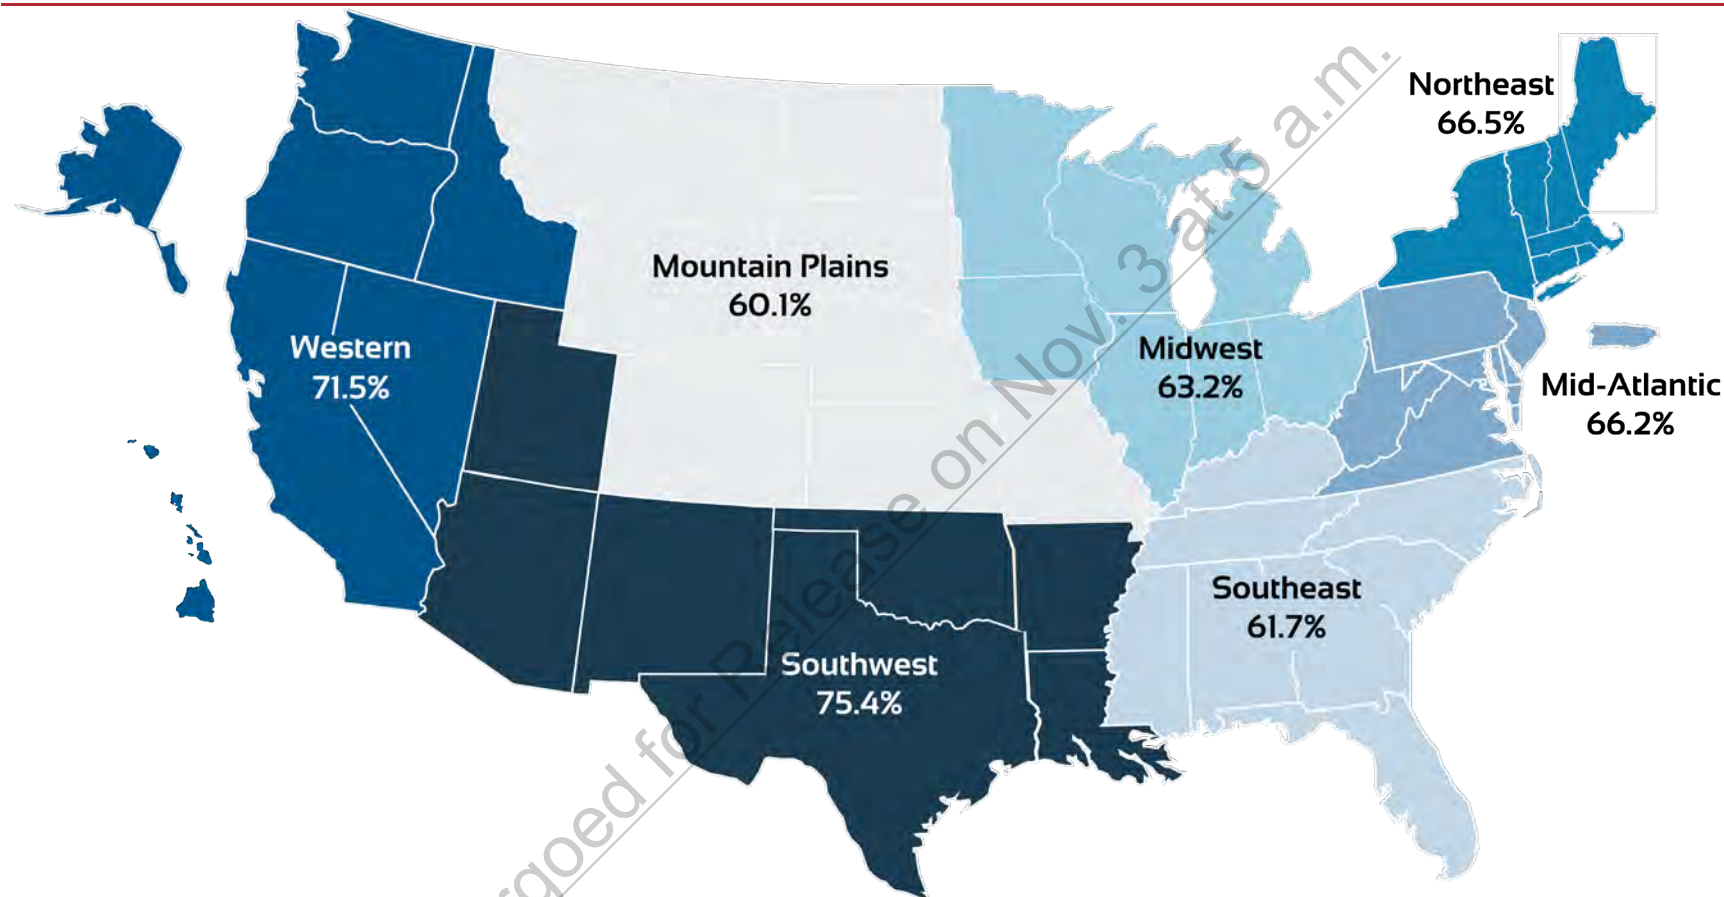 Northeast
66.5%
Mountain Plains
60.1%
Western
71.5%
Midwest
63.2%
Mid-Atlantic
66.2%
Southeast
61.7%
Southwest
75.4%
for Release on Nov. 3 at 5 a.m.